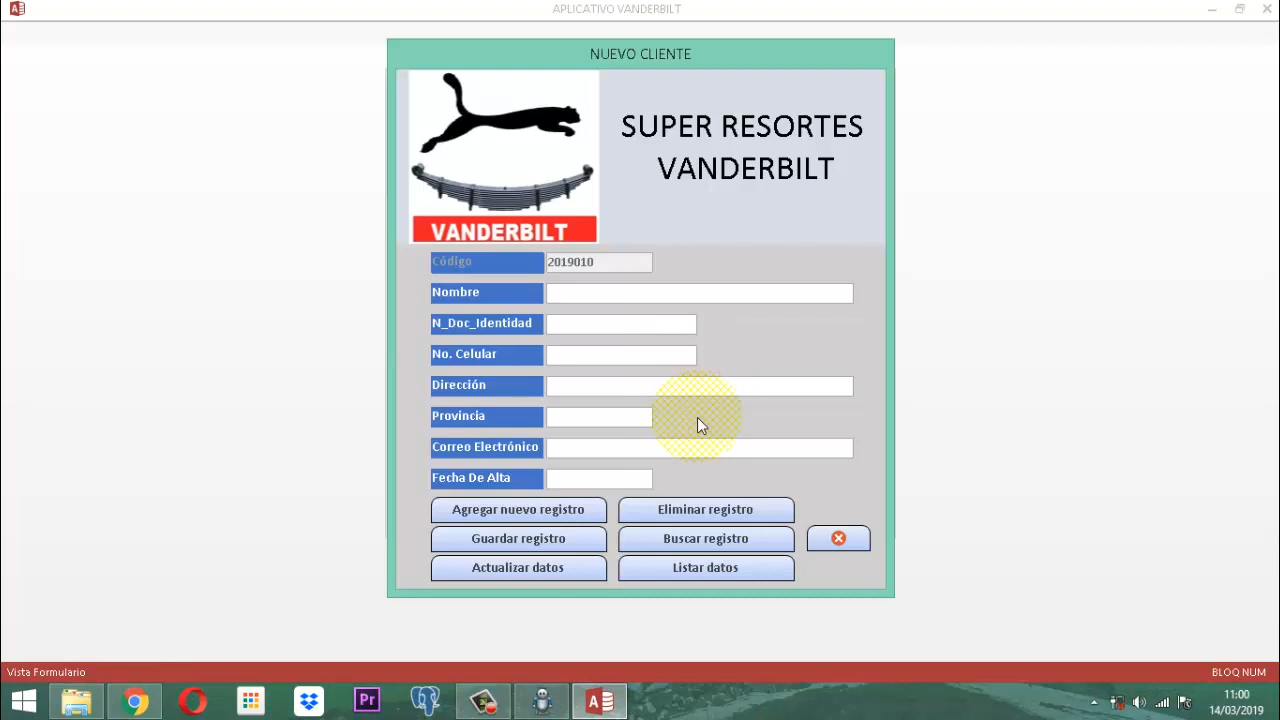 APLICATIVO VANDERBILT
NUEVO CLIENTE
SUPER RESORTES
VANDERBILT
VANDERBILT
Código 2019010
Nombre
N_Doc_Identidad
No. Celular
Dirección
Provincia
Correo Electrónico
Fecha De Alta
Agregar nuevo registro Eliminar registro
Guardar registro Buscar registro
Actualizar datos Listar datos
Vista Formulario BLOQ NUM
Pr
11:00
14/03/2019